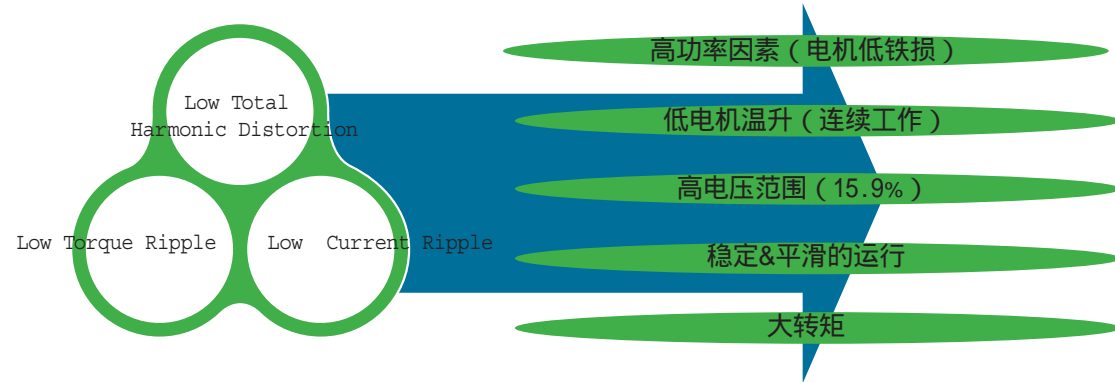 Low Total
Harmonic Distortion
Low Torque Ripple
Low Current Ripple
高功率因素（电机低铁损）
低电机温升（连续工作）
高电压范围（15.9%）
稳定&平滑的运行
大转矩